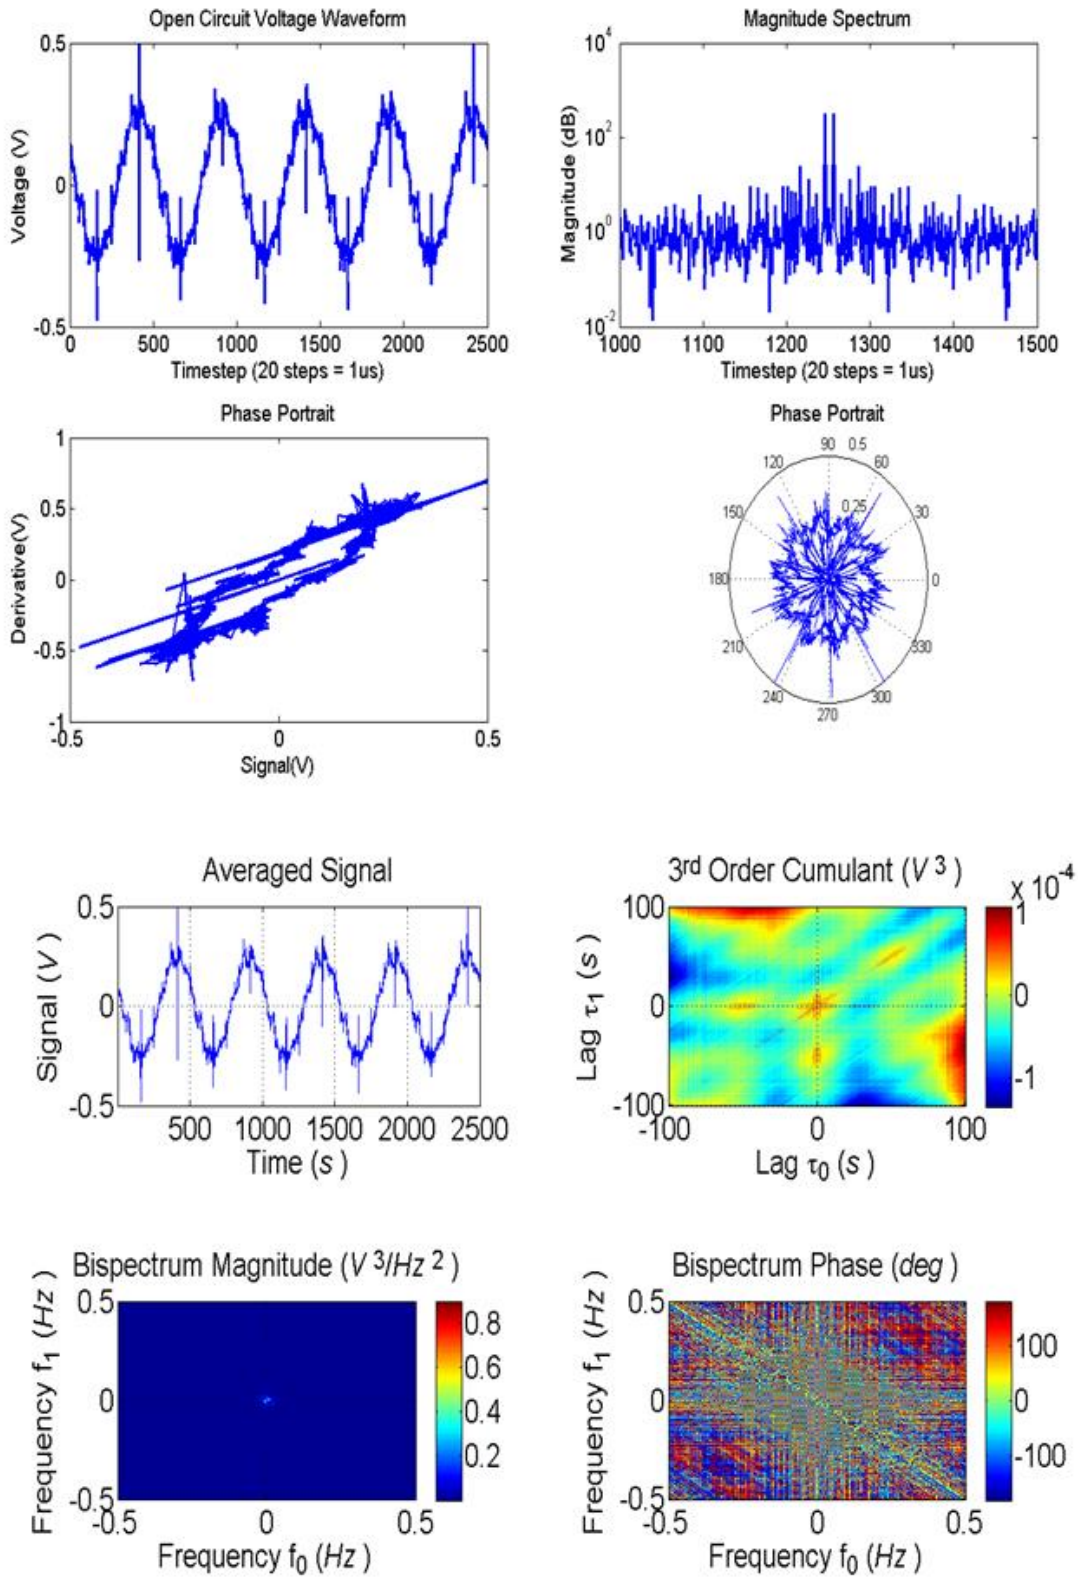 Open Circuit Voltage Waveform
Voltage (V)
0.5
0
-0.5
0 500 1000 1500 2000 2500
Timestep (20 steps = 1us)
Magnitude Spectrum
Magnitude (dB)
10^4
10^2
10^0
10^-2
1000 1100 1200 1300 1400 1500
Timestep (20 steps = 1us)
Phase Portrait
Derivative(V)
1
0.5
0
-0.5
-1
-0.5 0 0.5
Signal(V)
Phase Portrait
90 0.5
120 60
0.25
150 30
180 0
210 330
240 300
270
Averaged Signal
Signal (V)
0.5
0
-0.5
500 1000 1500 2000 2500
Time (s)
3rd Order Cumulant (V 3)
x 10^-4
Lag τ1 (s)
100
0
-100
-100 0 100
Lag τ0 (s)
1
0
-1
Bispectrum Magnitude (V 3/Hz 2)
Frequency f1 (Hz)
0.5
0
-0.5
-0.5 0 0.5
Frequency f0 (Hz)
0.8
0.6
0.4
0.2
Bispectrum Phase (deg)
Frequency f1 (Hz
0.5
0
-0.5
-0.5 0 0.5
Frequency f0 (Hz)
100
0
-100